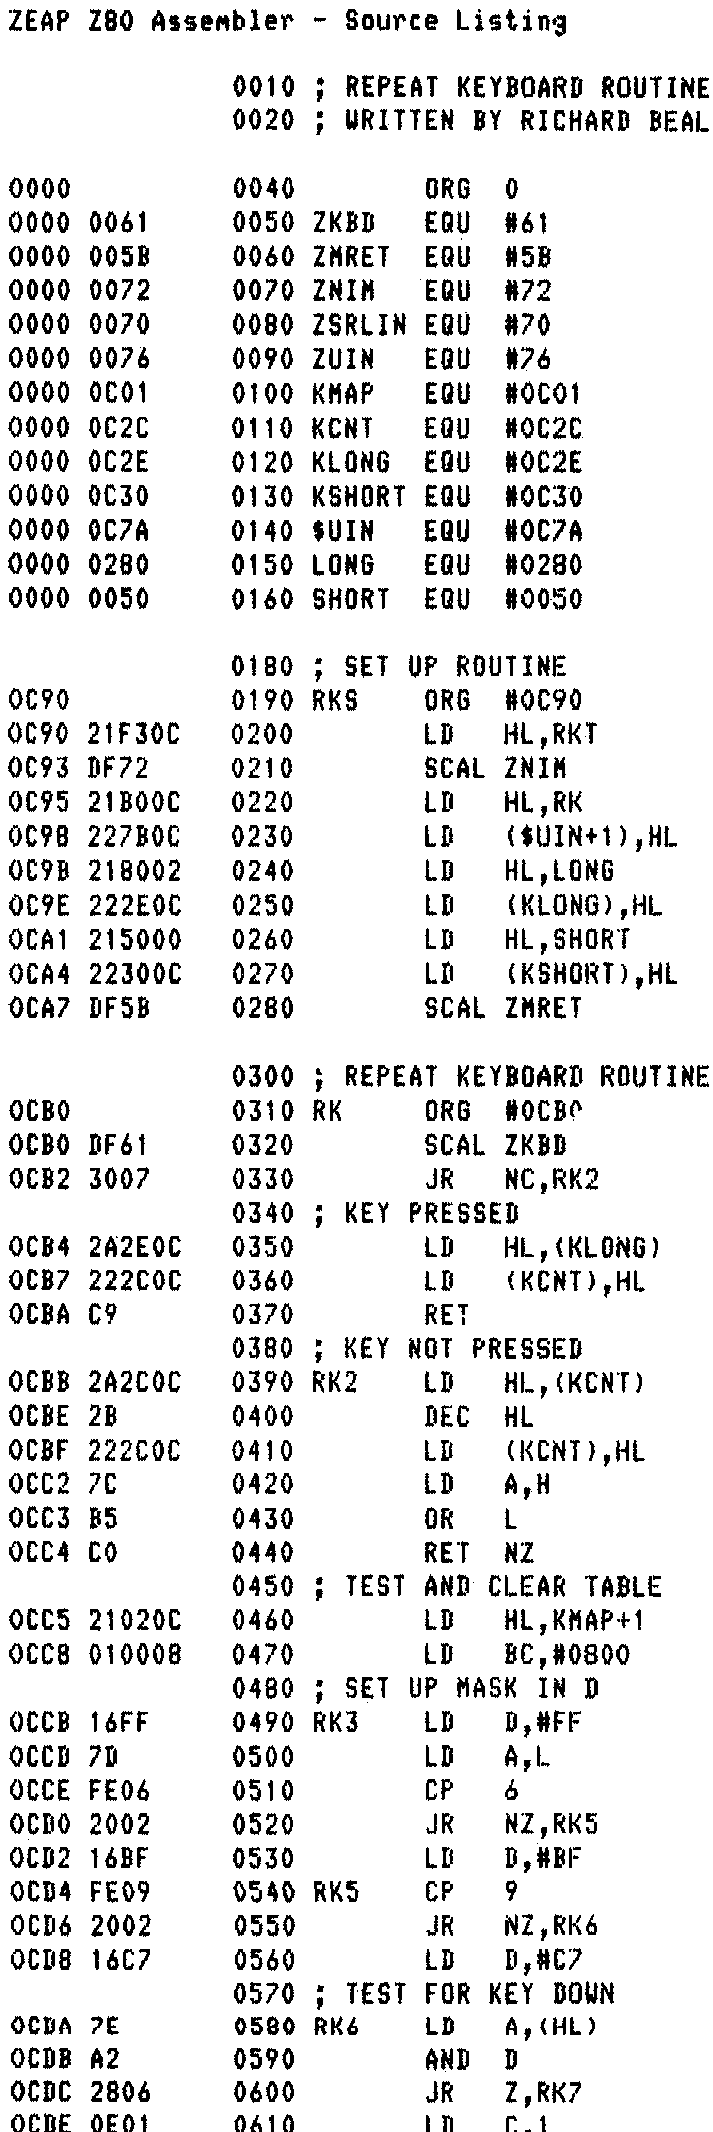 ZEAP Z80 Assembler - Source Listing
0010 ; REPEAT KEYBOARD ROUTINE
0020 ; WRITTEN BY RICHARD BEAL
0000 0040 ORG 0
0000 0061 0050 ZKBD EQU #61
0000 005B 0060 ZMRET EQU #5B
0000 0072 0070 ZNIM EQU #72
0000 0070 0080 ZSRLIN EQU #70
0000 0076 0090 ZUIN EQU #76
0000 0C01 0100 KMAP EQU #0C01
0000 0C2C 0110 KCNT EQU #0C2C
0000 0C2E 0120 KLONG EQU #0C2E
0000 0C30 0130 KSHORT EQU #0C30
0000 0C7A 0140 $UIN EQU #0C7A
0000 0280 0150 LONG EQU #0280
0000 0050 0160 SHORT EQU #0050
0180 ; SET UP ROUTINE
0C90 0190 RKS ORG #0C90
0C90 21F30C 0200 LD HL,RKT
0C93 DF72 0210 SCAL ZNIM
0C95 21B00C 0220 LD HL,RK
0C98 227B0C 0230 LD ($UIN+1),HL
0C9B 218002 0240 LD HL,LONG
0C9E 222E0C 0250 LD (KLONG),HL
0CA1 215000 0260 LD HL,SHORT
0CA4 22300C 0270 LD (KSHORT),HL
0CA7 DF5B 0280 SCAL ZMRET
0300 ; REPEAT KEYBOARD ROUTINE
0CB0 0310 RK ORG #0CB0
0CB0 DF61 0320 SCAL ZKBD
0CB2 3007 0330 JR NC,RK2
0340 ; KEY PRESSED
0CB4 2A2E0C 0350 LD HL,(KLONG)
0CB7 222C0C 0360 LD (KCNT),HL
0CBA C9 0370 RET
0380 ; KEY NOT PRESSED
0CBB 2A2C0C 0390 RK2 LD HL,(KCNT)
0CBE 2B 0400 DEC HL
0CBF 222C0C 0410 LD (KCNT),HL
0CC2 7C 0420 LD A,H
0CC3 B5 0430 OR L
0CC4 C0 0440 RET NZ
0450 ; TEST AND CLEAR TABLE
0CC5 21020C 0460 LD HL,KMAP+1
0CC8 010008 0470 LD BC,#0800
0480 ; SET UP MASK IN D
0CCB 16FF 0490 RK3 LD D,#FF
0CCD 7D 0500 LD A,L
0CCE FE06 0510 CP 6
0CD0 2002 0520 JR NZ,RK5
0CD2 16BF 0530 LD D,#BF
0CD4 FE09 0540 RK5 CP 9
0CD6 2002 0550 JR NZ,RK6
0CD8 16C7 0560 LD D,#C7
0570 ; TEST FOR KEY DOWN
0CDA 7E 0580 RK6 LD A,(HL)
0CDB A2 0590 AND D
0CDC 2806 0600 JR Z,RK7
0CDE 0E01 0610 LD C,1